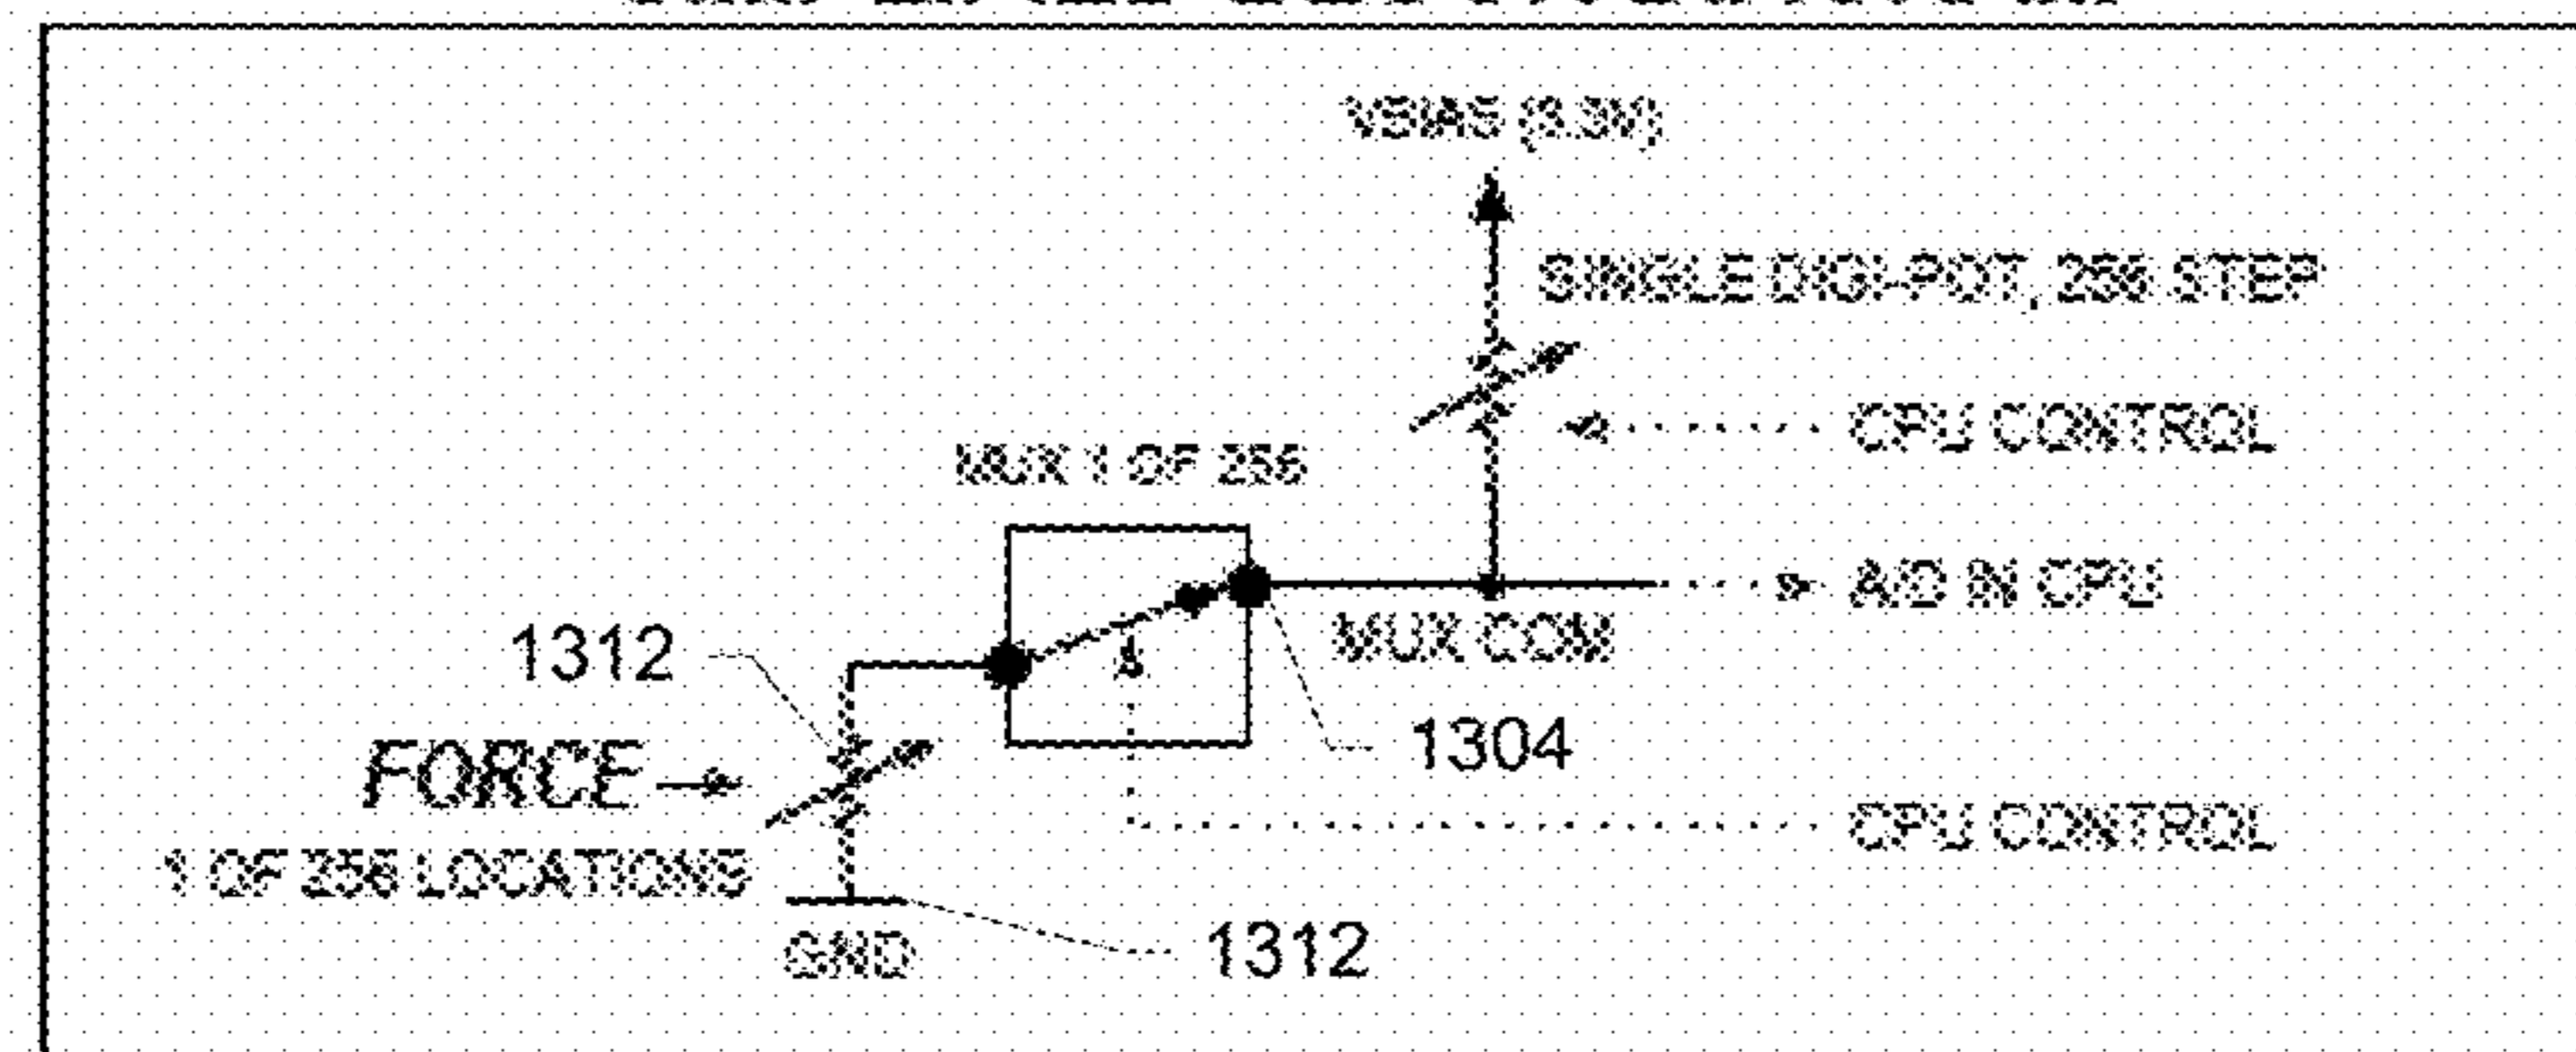 VBIAS (3.3V)
SINGLE DIGI-POT, 256 STEP
CPU CONTROL
MUX 1 OF 256
A/D IN CPU
MUX COM
1312
1304
FORCE
CPU CONTROL
1 OF 256 LOCATIONS
GND
1312